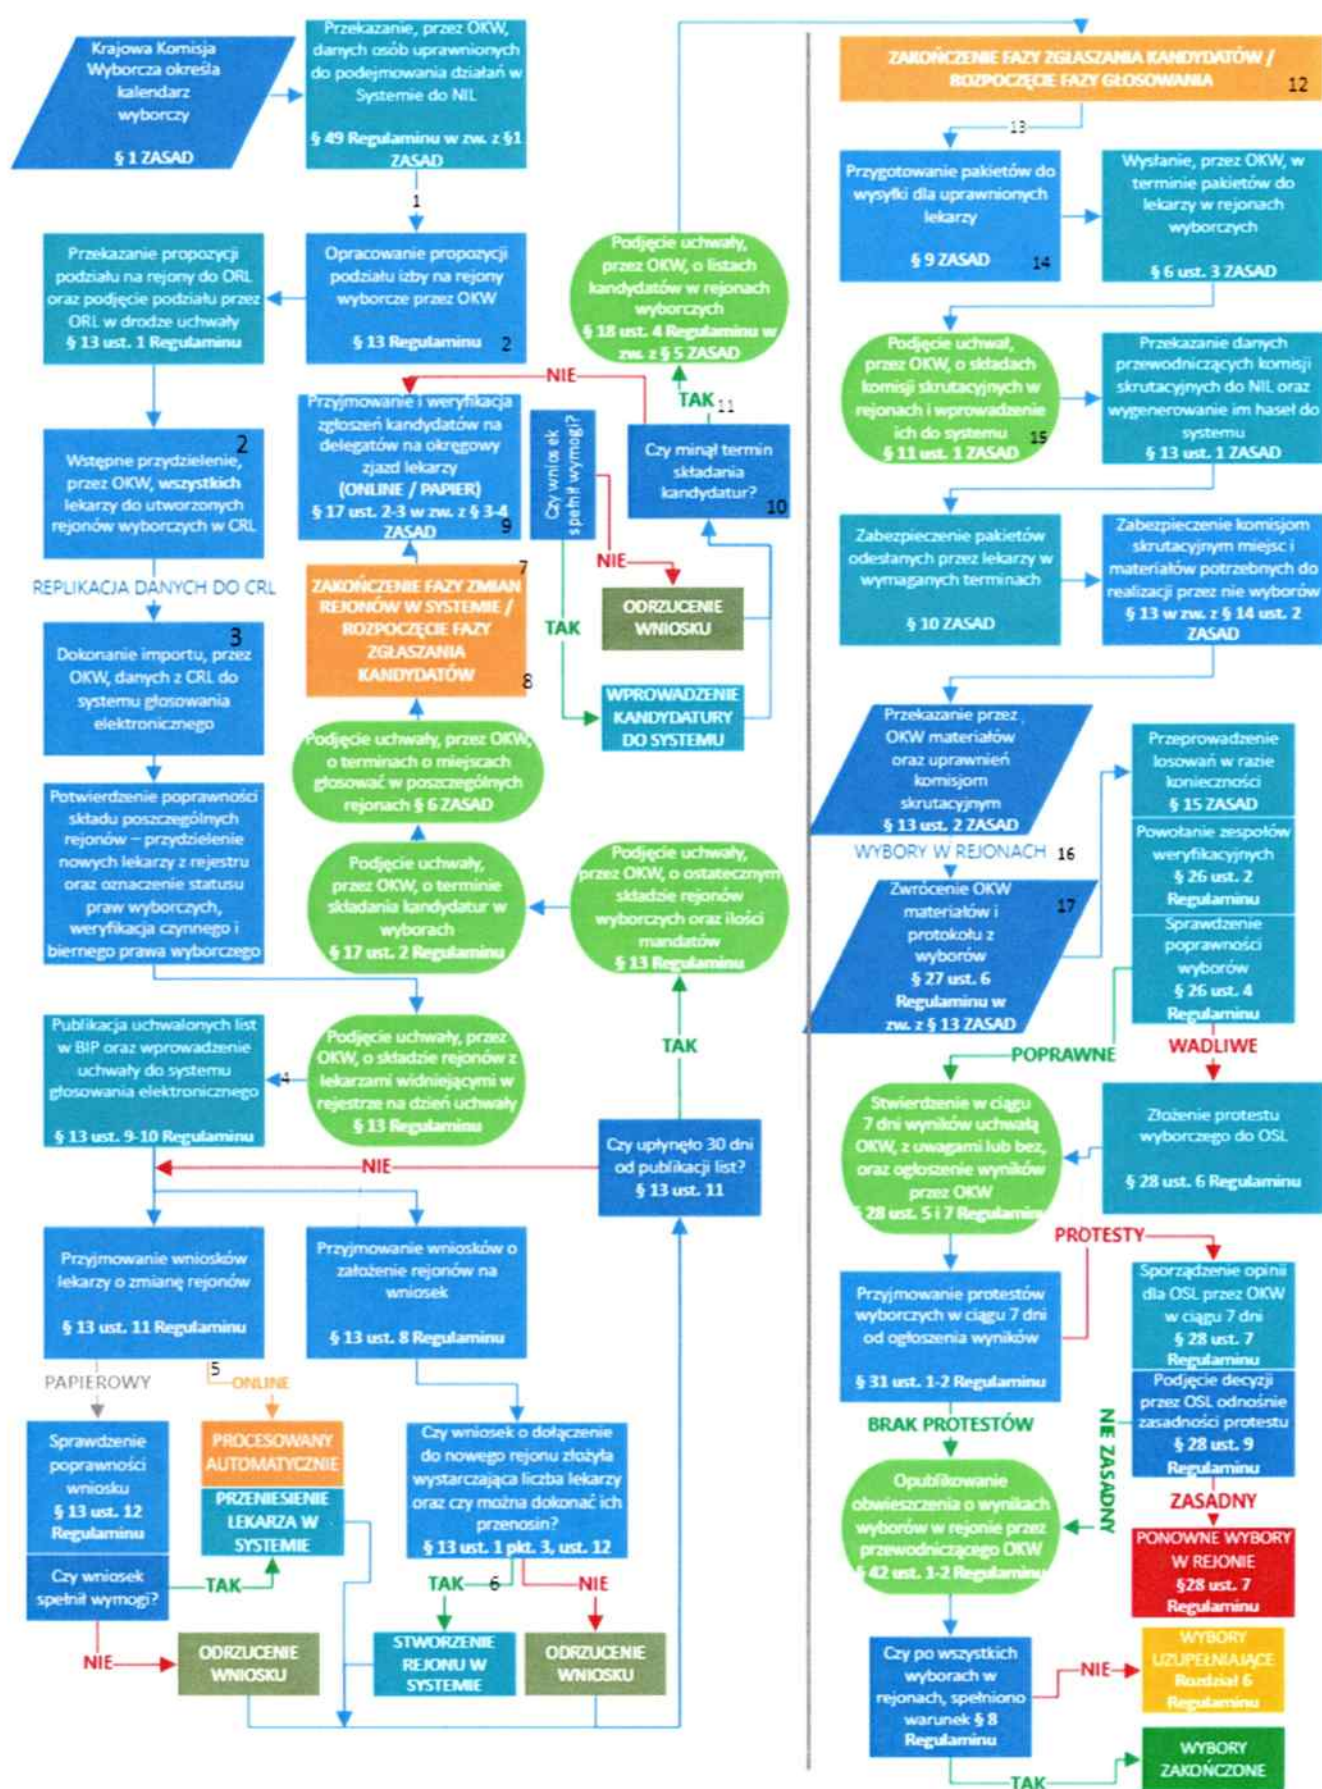 Krajowa Komisja
Wyborcza określa
kalendarz
wyborczy
§ 1 ZASAD
Przekazanie, przez OKW,
danych osób uprawnionych
do podejmowania działań w
Systemie do NIL
§ 49 Regulaminu w zw. z §1
ZASAD
1
Opracowanie propozycji
podziału izby na rejony
wyborcze przez OKW
§ 13 Regulaminu
2
Przekazanie propozycji
podziału na rejony do ORL
oraz podjęcie podziału przez
ORL w drodze uchwały
§ 13 ust. 1 Regulaminu
2
Wstępne przydzielenie,
przez OKW, wszystkich
lekarzy do utworzonych
rejonów wyborczych w CRL
REPLIKACJA DANYCH DO CRL
3
Dokonanie importu, przez
OKW, danych z CRL do
systemu głosowania
elektronicznego
Potwierdzenie poprawności
składu poszczególnych
rejonów – przydzielenie
nowych lekarzy z rejestru
oraz oznaczenie statusu
praw wyborczych,
weryfikacja czynnego i
biernego prawa wyborczego
Podjęcie uchwały, przez
OKW, o składzie rejonów z
lekarzami widniejącymi w
rejestrze na dzień uchwały
§ 13 Regulaminu
4
Publikacja uchwalonych list
w BIP oraz wprowadzenie
uchwały do systemu
głosowania elektronicznego
§ 13 ust. 9-10 Regulaminu
Przyjmowanie wniosków
lekarzy o zmianę rejonów
§ 13 ust. 11 Regulaminu
Przyjmowanie wniosków o
założenie rejonów na
wniosek
§ 13 ust. 8 Regulaminu
PAPIEROWY
5
ONLINE
Sprawdzenie
poprawności
wniosku
§ 13 ust. 12
Regulaminu
Czy wniosek
spełnił wymogi?
PROCESOWANY
AUTOMATYCZNIE
PRZENIESIENIE
LEKARZA W
SYSTEMIE
TAK
NIE
ODRZUCENIE
WNIOSKU
Czy wniosek o dołączenie
do nowego rejonu złożyła
wystarczająca liczba lekarzy
oraz czy można dokonać ich
przenosin?
§ 13 ust. 1 pkt. 3, ust. 12
TAK
6
NIE
STWORZENIE
REJONU W
SYSTEMIE
ODRZUCENIE
WNIOSKU
Czy upłynęło 30 dni
od publikacji list?
§ 13 ust. 11
NIE
TAK
Podjęcie uchwały,
przez OKW, o ostatecznym
składzie rejonów
wyborczych oraz ilości
mandatów
§ 13 Regulaminu
Podjęcie uchwały,
przez OKW, o terminie
składania kandydatur w
wyborach
§ 17 ust. 2 Regulaminu
Podjęcie uchwały, przez OKW,
o terminach o miejscach
głosować w poszczególnych
rejonach § 6 ZASAD
7
ZAKOŃCZENIE FAZY ZMIAN
REJONÓW W SYSTEMIE /
ROZPOCZĘCIE FAZY
ZGŁASZANIA
KANDYDATÓW
8
Przyjmowanie i weryfikacja
zgłoszeń kandydatów na
delegatów na okręgowy
zjazd lekarzy
(ONLINE / PAPIER)
§ 17 ust. 2-3 w zw. z § 3-4
ZASAD
9
Czy wniosek
spełnił wymogi?
NIE
ODRZUCENIE
WNIOSKU
TAK
WPROWADZENIE
KANDYDATURY
DO SYSTEMU
Czy minął termin
składania
kandydatur?
10
NIE
TAK
11
Podjęcie uchwały,
przez OKW, o listach
kandydatów w rejonach
wyborczych
§ 18 ust. 4 Regulaminu w
zw. z § 5 ZASAD
ZAKOŃCZENIE FAZY ZGŁASZANIA KANDYDATÓW /
ROZPOCZĘCIE FAZY GŁOSOWANIA
12
13
Przygotowanie pakietów do
wysyłki dla uprawnionych
lekarzy
§ 9 ZASAD
14
Wysłanie, przez OKW, w
terminie pakietów do
lekarzy w rejonach
wyborczych
§ 6 ust. 3 ZASAD
Podjęcie uchwał,
przez OKW, o składach
komisji skrutacyjnych w
rejonach i wprowadzenie
ich do systemu
§ 11 ust. 1 ZASAD
15
Przekazanie danych
przewodniczących komisji
skrutacyjnych do NIL oraz
wygenerowanie im haseł do
systemu
§ 13 ust. 1 ZASAD
Zabezpieczenie pakietów
odesłanych przez lekarzy w
wymaganych terminach
§ 10 ZASAD
Zabezpieczenie komisjom
skrutacyjnym miejsc i
materiałów potrzebnych do
realizacji przez nie wyborów
§ 13 w zw. z § 14 ust. 2
ZASAD
Przekazanie przez
OKW materiałów
oraz uprawnień
komisjom
skrutacyjnym
§ 13 ust. 2 ZASAD
WYBORY W REJONACH
16
Zwrócenie OKW
materiałów i
protokołu z
wyborów
§ 27 ust. 6
Regulaminu w
zw. z § 13 ZASAD
17
Przeprowadzenie
losowań w razie
konieczności
§ 15 ZASAD
Powołanie zespołów
weryfikacyjnych
§ 26 ust. 2
Regulaminu
Sprawdzenie
poprawności
wyborów
§ 26 ust. 4
Regulaminu
POPRAWNE
WADLIWE
Stwierdzenie w ciągu
7 dni wyników uchwałą
OKW, z uwagami lub bez,
oraz ogłoszenie wyników
przez OKW
§ 28 ust. 5 i 7 Regulaminu
Złożenie protestu
wyborczego do OSL
§ 28 ust. 6 Regulaminu
PROTESTY
Przyjmowanie protestów
wyborczych w ciągu 7 dni
od ogłoszenia wyników
§ 31 ust. 1-2 Regulaminu
Sporządzenie opinii
dla OSL przez OKW
w ciągu 7 dni
§ 28 ust. 7
Regulaminu
Podjęcie decyzji
przez OSL odnośnie
zasadności protestu
§ 28 ust. 9
Regulaminu
BRAK PROTESTÓW
NIE ZASADNY
ZASADNY
Opublikowanie
obwieszczenia o wynikach
wyborów w rejonie przez
przewodniczącego OKW
§ 42 ust. 1-2 Regulaminu
PONOWNE WYBORY
W REJONIE
§28 ust. 7
Regulaminu
Czy po wszystkich
wyborach w
rejonach, spełniono
warunek § 8
Regulaminu
NIE
WYBORY
UZUPEŁNIAJĄCE
Rozdział 6
Regulaminu
TAK
WYBORY
ZAKOŃCZONE